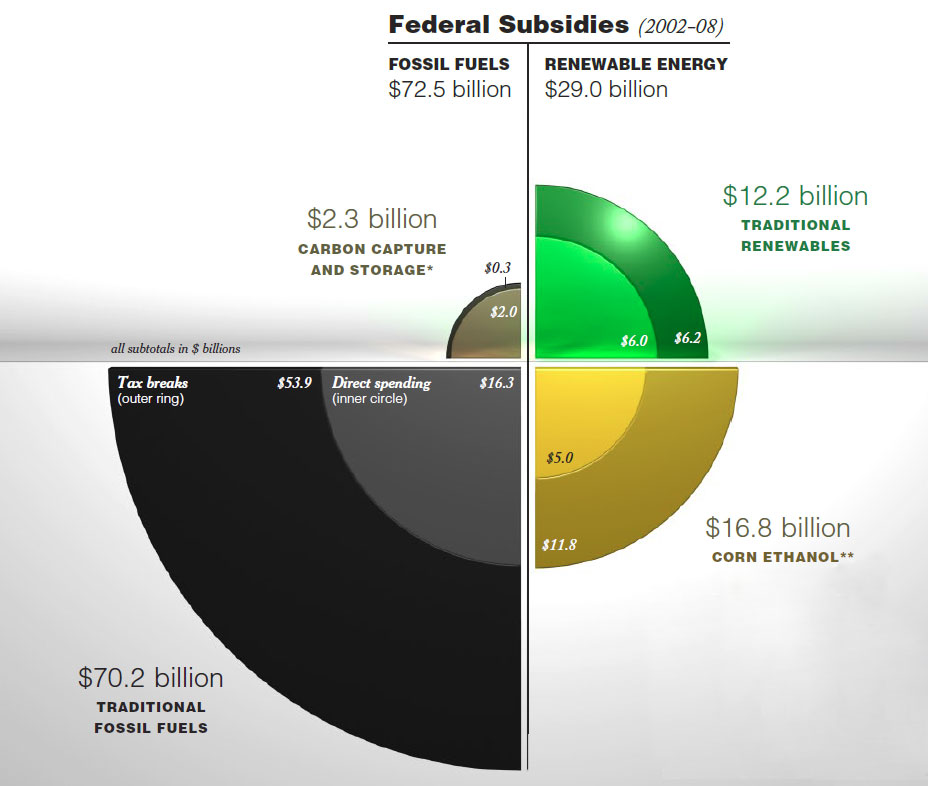 Federal Subsidies (2002-08)
FOSSIL FUELS
$72.5 billion
RENEWABLE ENERGY
$29.0 billion
$2.3 billion
CARBON CAPTURE
AND STORAGE*
$0.3
$2.0
$12.2 billion
TRADITIONAL
RENEWABLES
$6.0
$6.2
all subtotals in $ billions
Tax breaks
(outer ring)
$53.9
Direct spending
(inner circle)
$16.3
$5.0
$11.8
$16.8 billion
CORN ETHANOL**
$70.2 billion
TRADITIONAL
FOSSIL FUELS